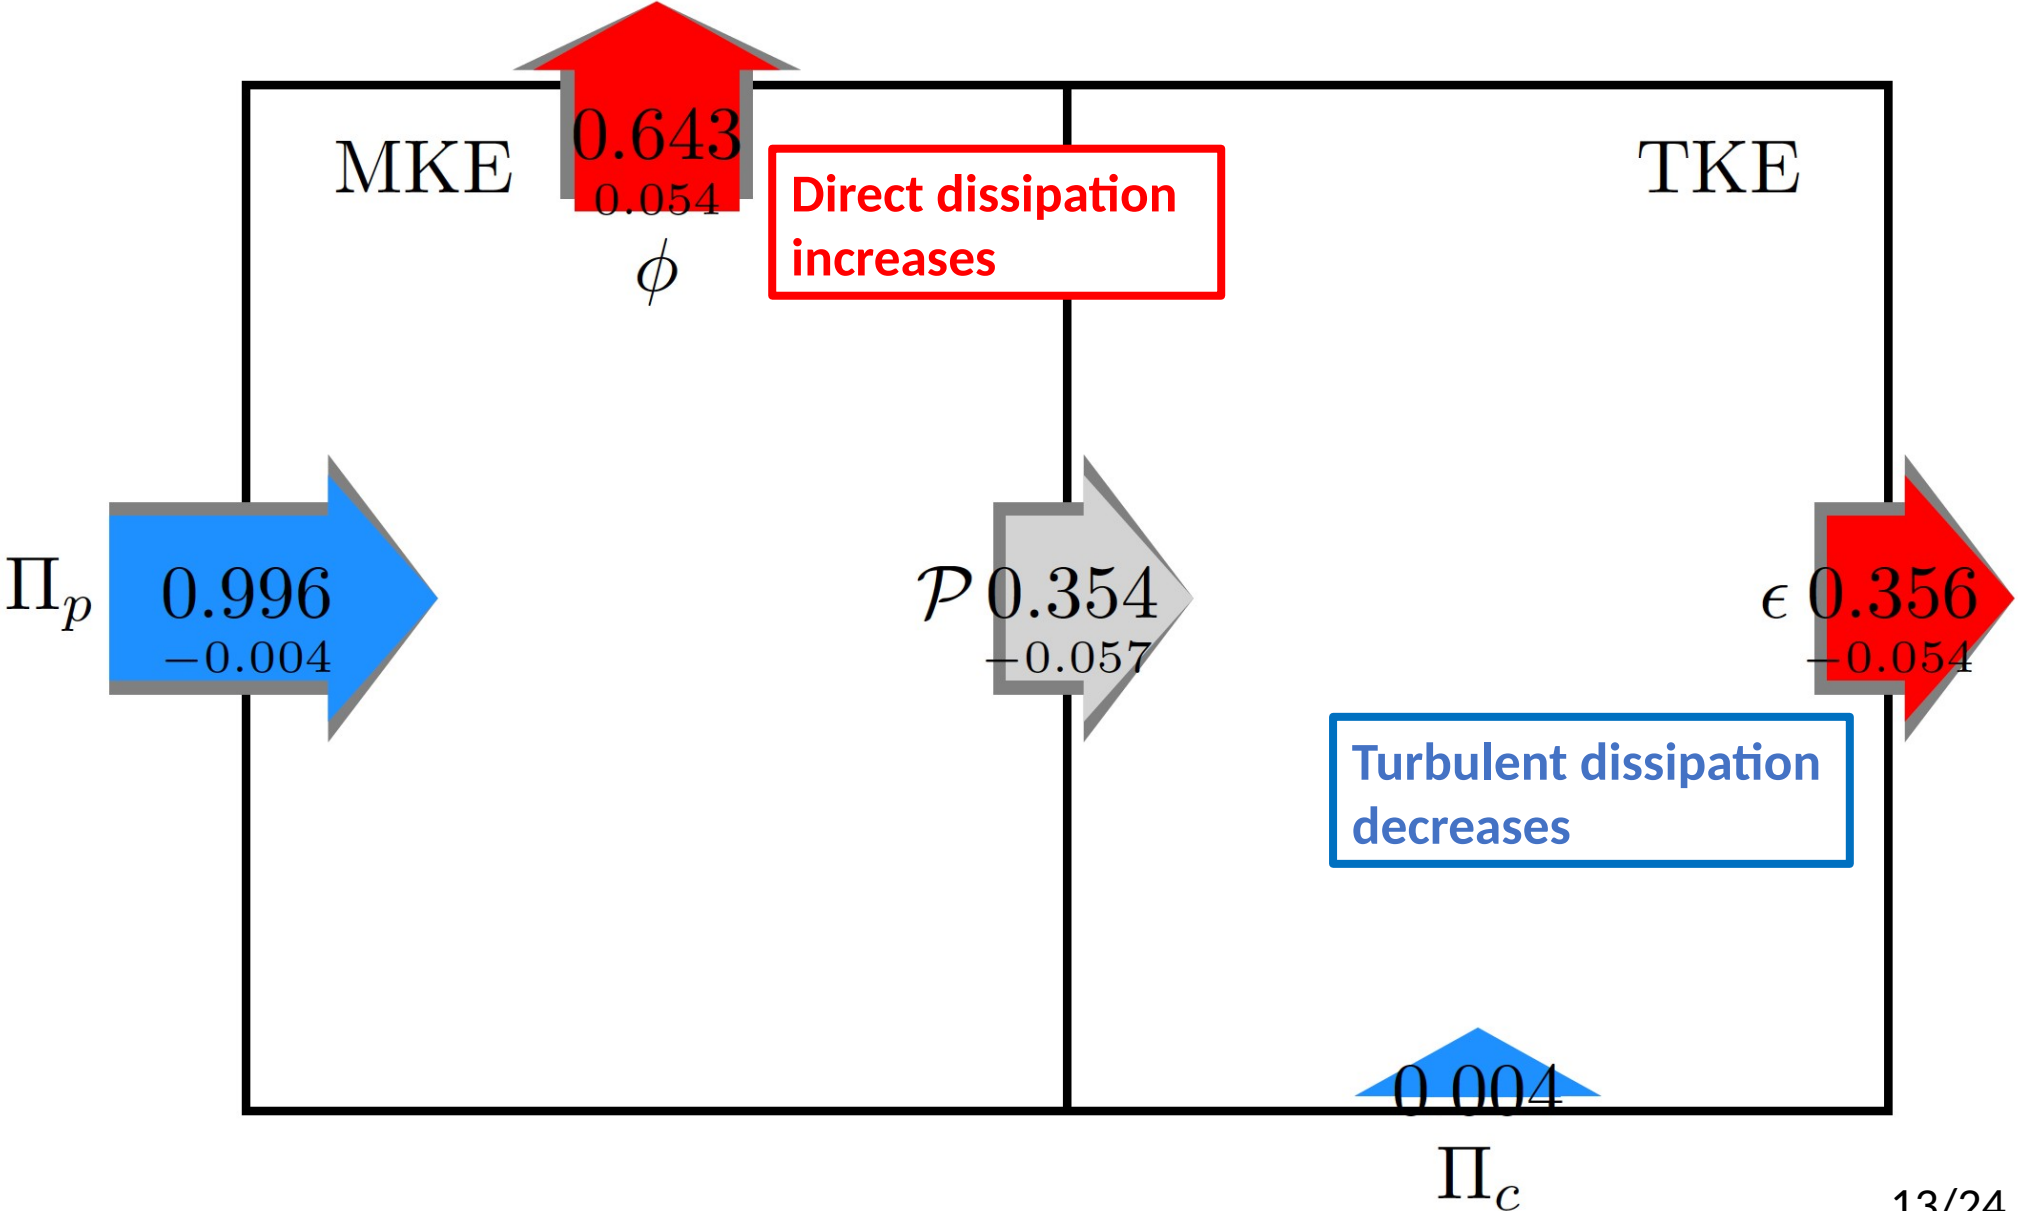 0.643
MKE
TKE
0.054
Direct dissipation
increases
ϕ
Π_p
0.996
−0.004
𝒫 0.354
−0.057
ϵ 0.356
−0.054
Turbulent dissipation
decreases
0.004
Π_c
13/24